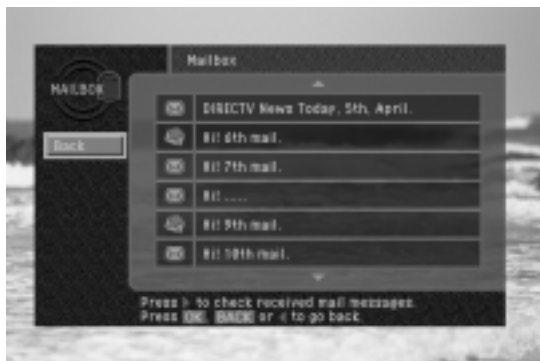 Mailbox
MAILBOX
DIRECTV News Today, 5th, April.
Back
Hi! 6th mail.
Hi! 7th mail.
Hi! .....
Hi! 9th mail.
Hi! 10th mail.
Press › to check received mail messages.
Press OK, BACK or ‹ to go back.